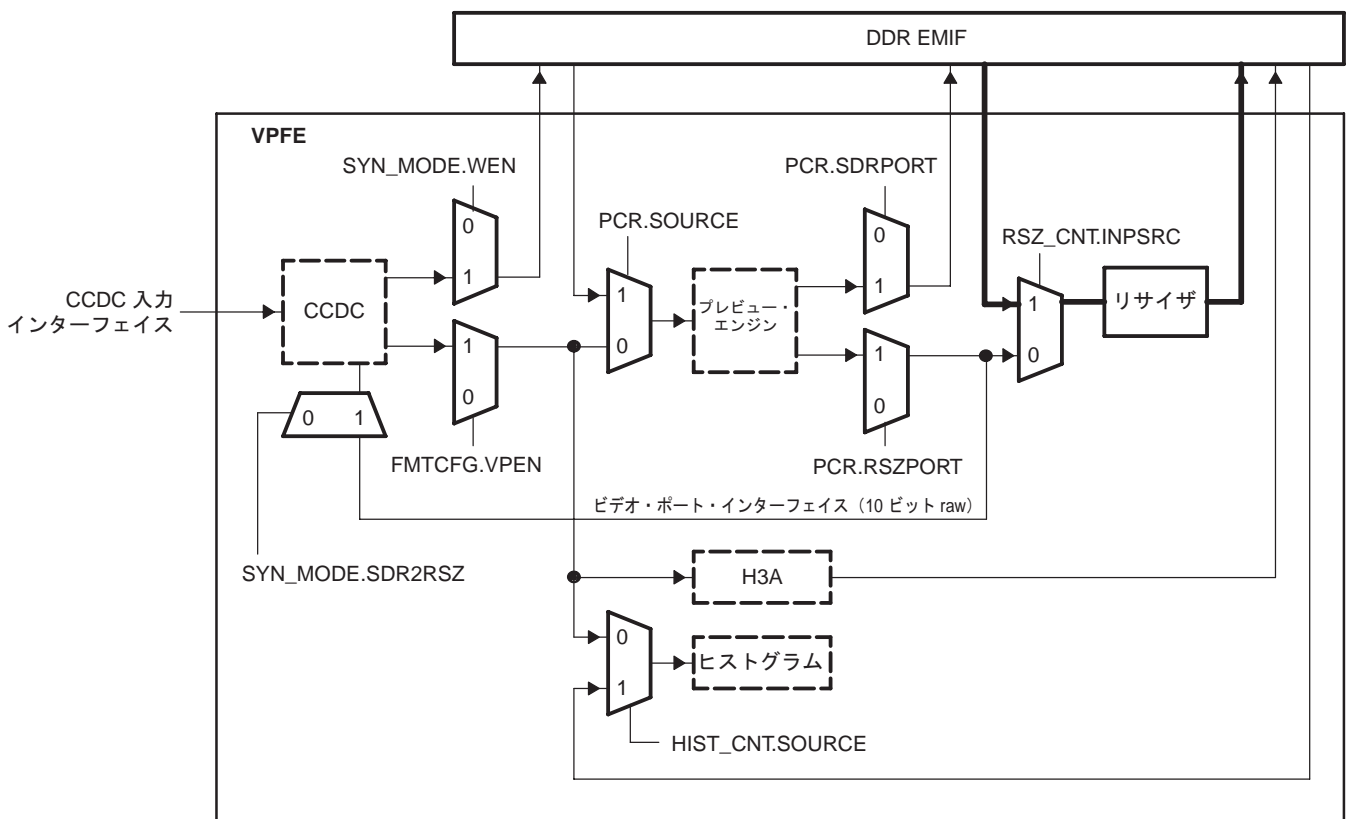 DDR EMIF
VPFE
SYN_MODE.WEN
PCR.SDRPORT
0
PCR.SOURCE
0
RSZ_CNT.INPSRC
1
1
1
1
CCDC 入力
インターフェイス
CCDC
プレビュー・
エンジン
リサイザ
1
0
1
0
0
0
0 1
FMTCFG.VPEN
PCR.RSZPORT
ビデオ・ポート・インターフェイス（10 ビット raw）
SYN_MODE.SDR2RSZ
H3A
0
ヒストグラム
1
HIST_CNT.SOURCE